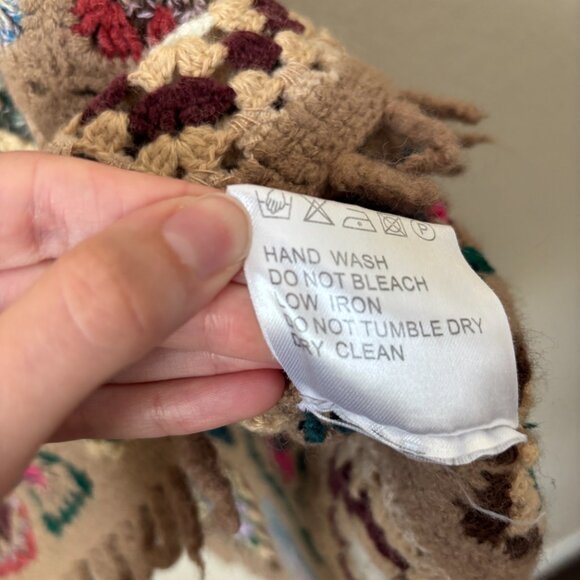 P
HAND WASH
DO NOT BLEACH
LOW IRON
DO NOT TUMBLE DRY
DRY CLEAN